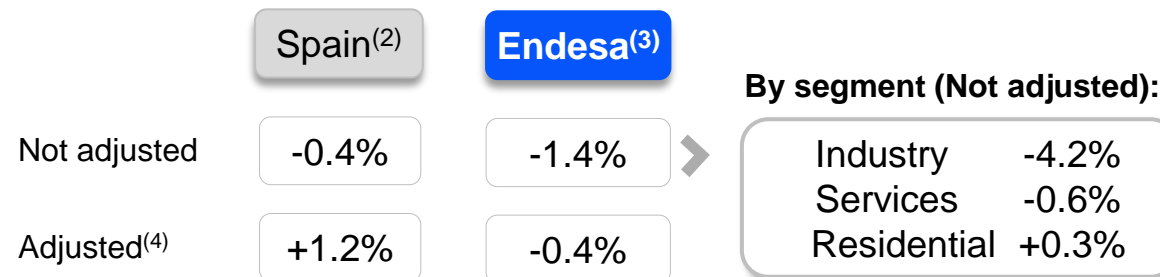 Spain(2) Endesa(3)
By segment (Not adjusted):
Not adjusted -0.4% -1.4% Industry -4.2%
Services -0.6%
Adjusted(4) +1.2% -0.4% Residential +0.3%